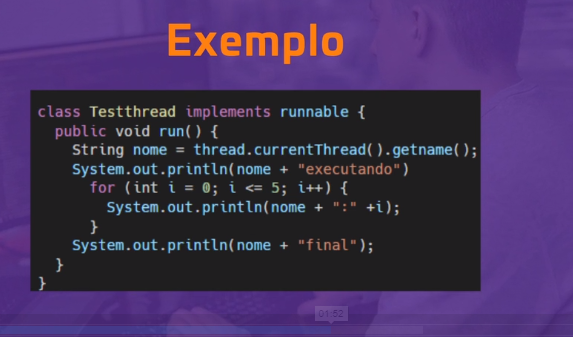 Exemplo
class Testthread implements runnable {
public void run() {
String nome = thread.currentThread().getname();
System.out.println(nome + "executando")
for (int i = 0; i <= 5; i++) {
System.out.println(nome + ":" +i);
}
System.out.println(nome + "final");
}
}
01:52